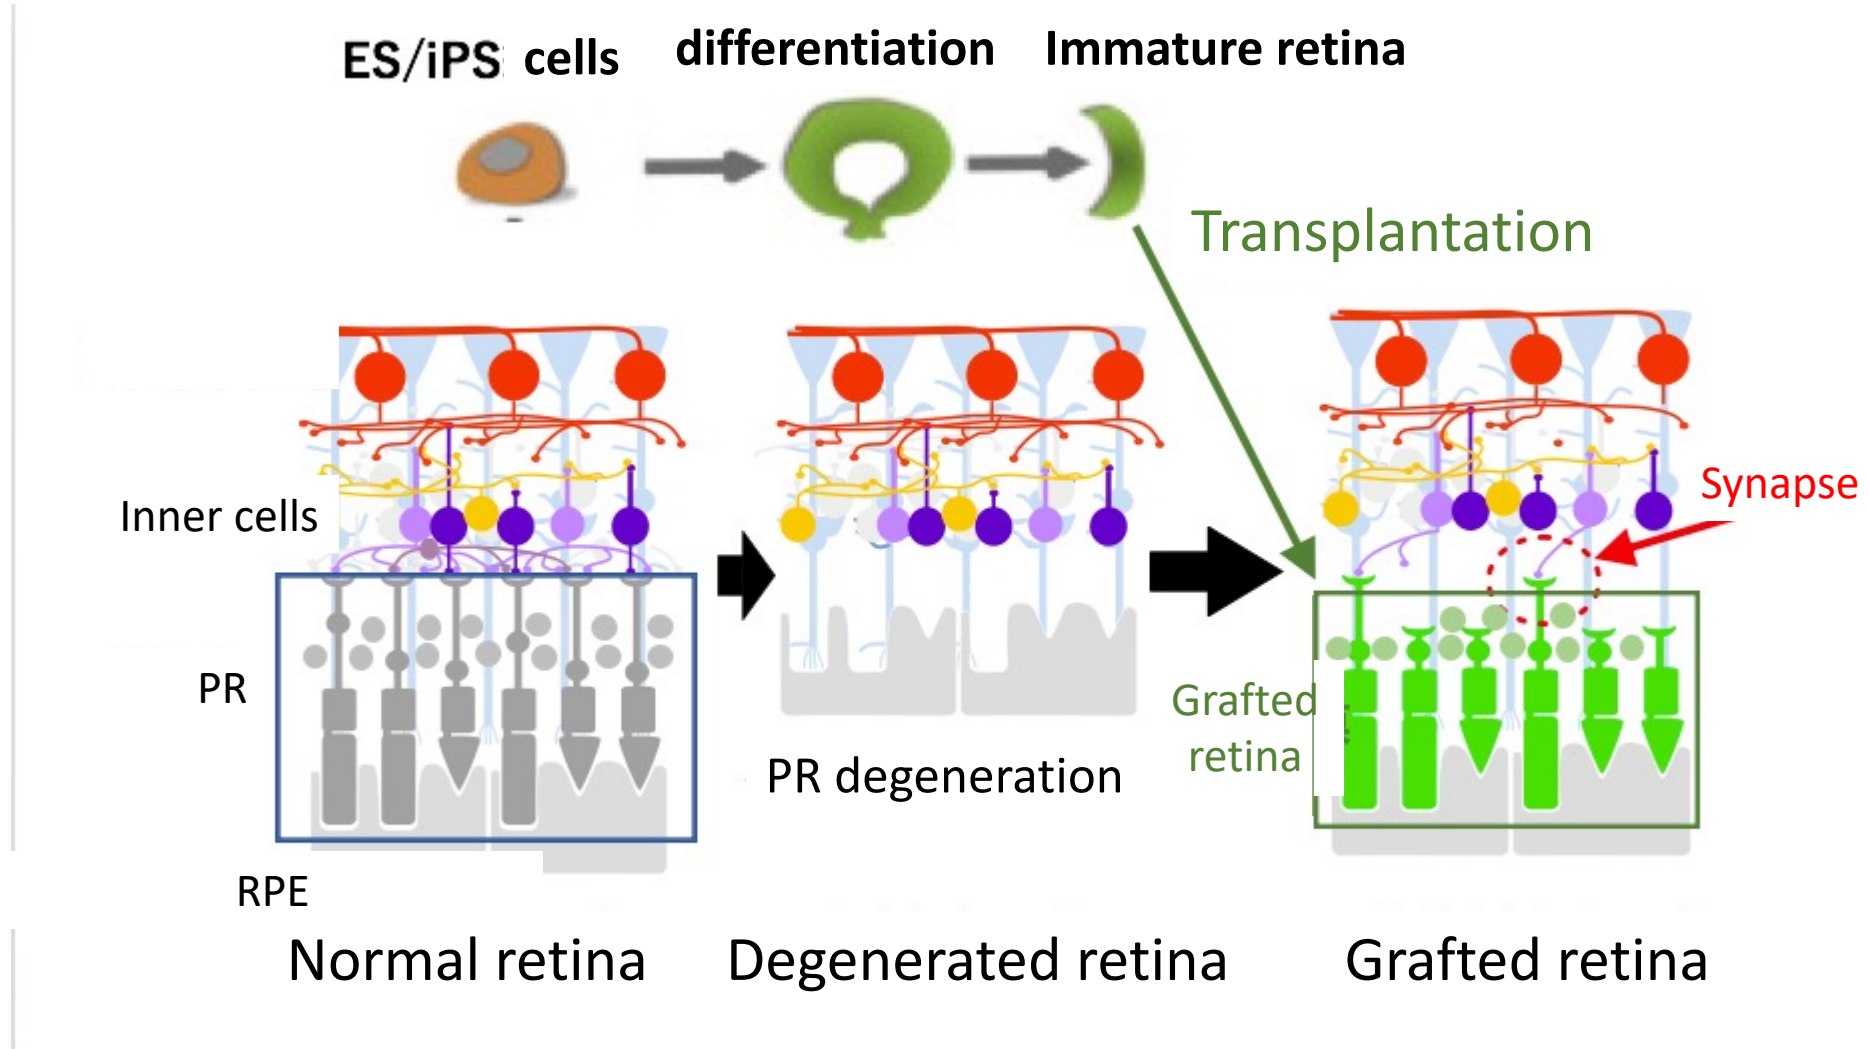 ES/iPS cells differentiation Immature retina
Transplantation
Synapse
Inner cells
PR
Grafted
retina
PR degeneration
RPE
Normal retina Degenerated retina Grafted retina